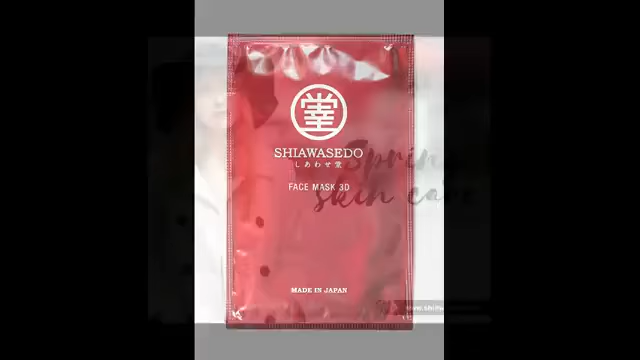 SHIAWASEDO
しあわせ堂
Spring
FACE MASK 3D
skin care
MADE IN JAPAN